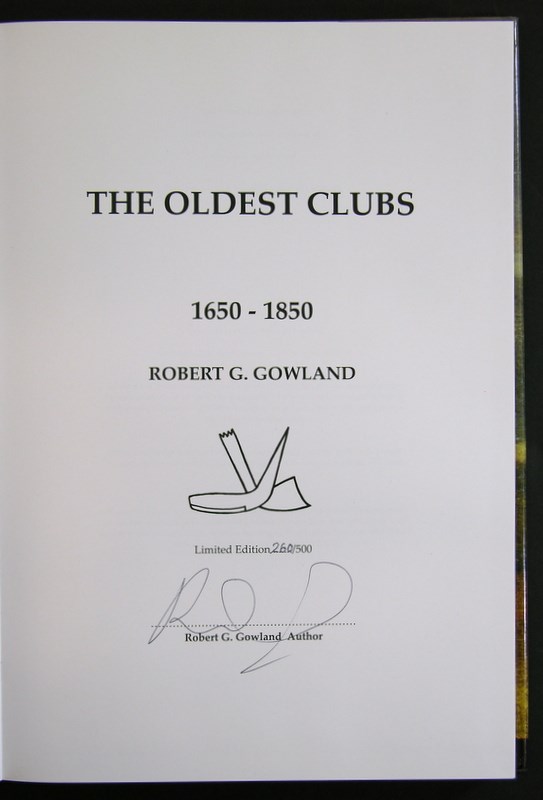 THE OLDEST CLUBS
1650 - 1850
ROBERT G. GOWLAND
Limited Edition 260/500
Robert G. Gowland Author